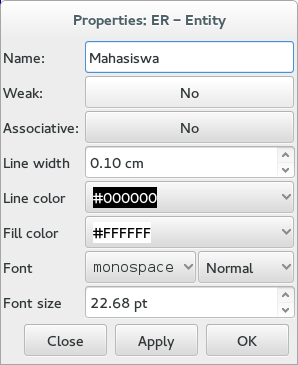 Properties: ER – Entity
Name: Mahasiswa
Weak: No
Associative: No
Line width 0.10 cm
Line color #000000
Fill color #FFFFFF
Font monospace Normal
Font size 22.68 pt
Close Apply OK